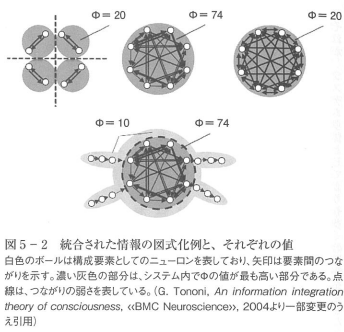 Φ＝20
Φ＝74
Φ＝20
Φ＝10
Φ＝74
図5－2　統合された情報の図式化例と、それぞれの値
白色のボールは構成要素としてのニューロンを表しており、矢印は要素間のつな
がりを示す。濃い灰色の部分は、システム内でΦの値が最も高い部分である。点
線は、つながりの弱さを表している。(G. Tononi, An information integration
theory of consciousness, ‹‹BMC Neuroscience››, 2004より一部変更のう
え引用)